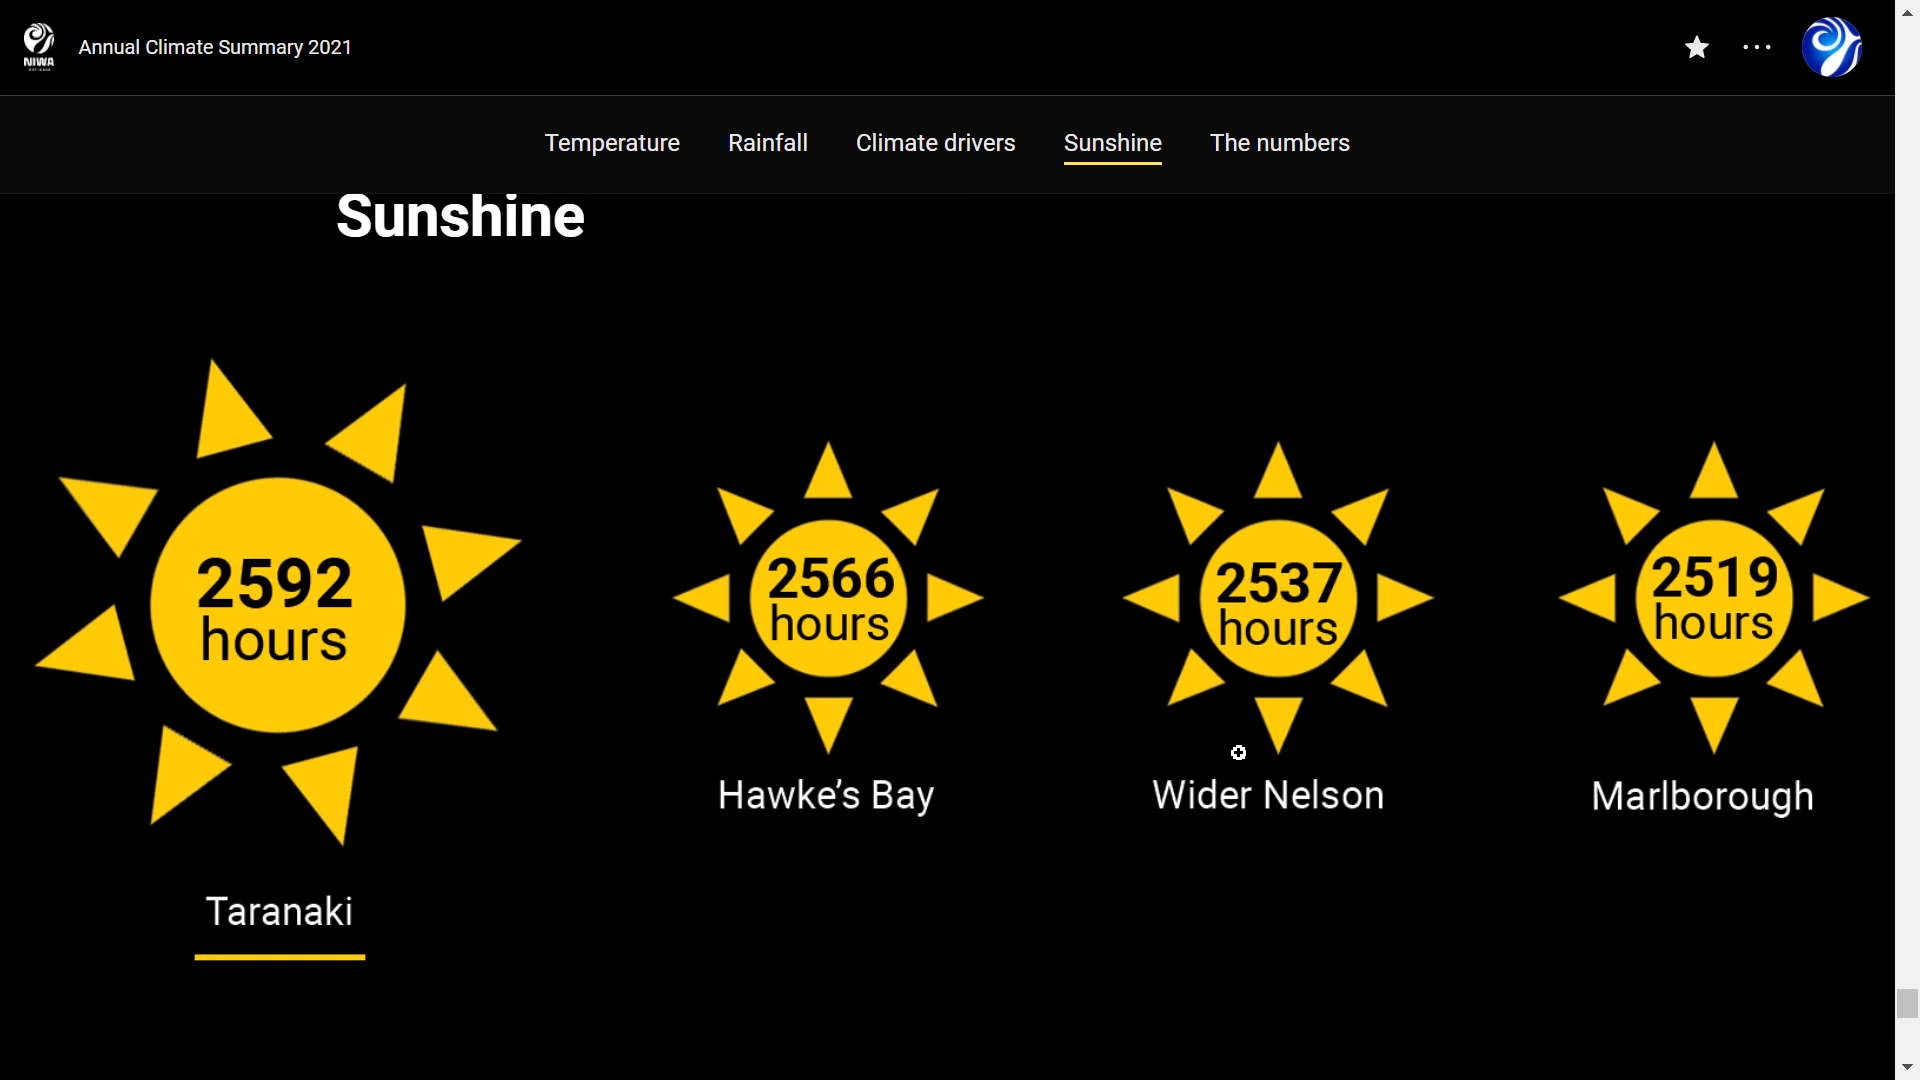 NIWA
Annual Climate Summary 2021
Temperature
Rainfall
Climate drivers
Sunshine
The numbers
Sunshine
2592
hours
Taranaki
2566
hours
Hawke’s Bay
2537
hours
Wider Nelson
2519
hours
Marlborough